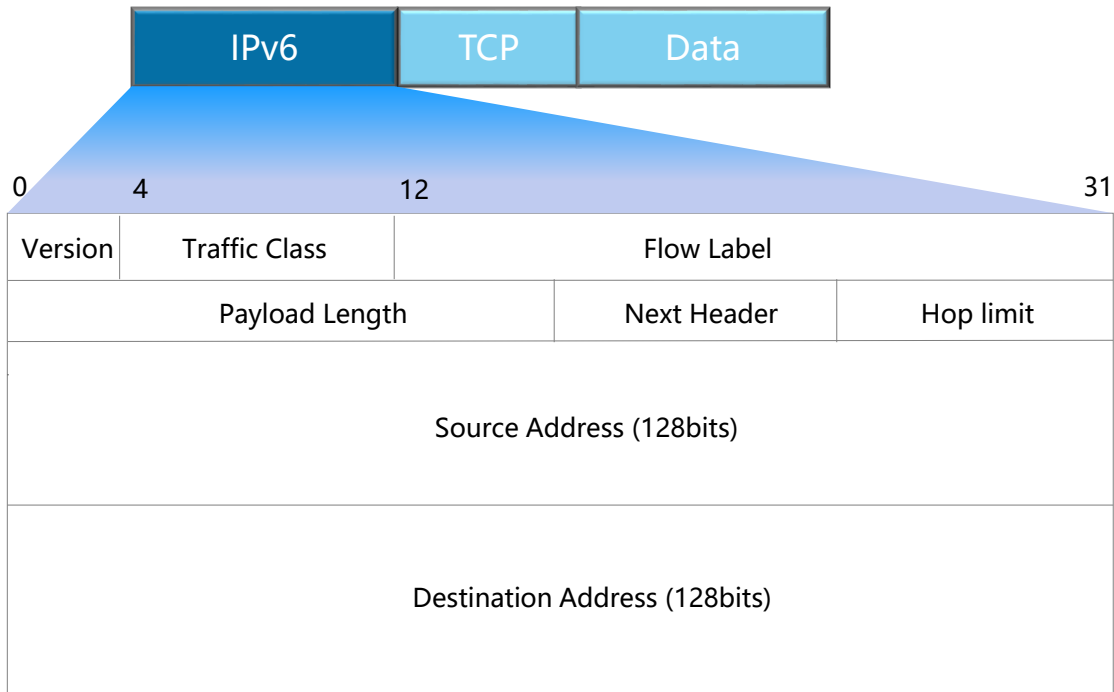 IPv6 TCP Data
0 4 12 31
Version Traffic Class Flow Label
Payload Length Next Header Hop limit
Source Address (128bits)
Destination Address (128bits)